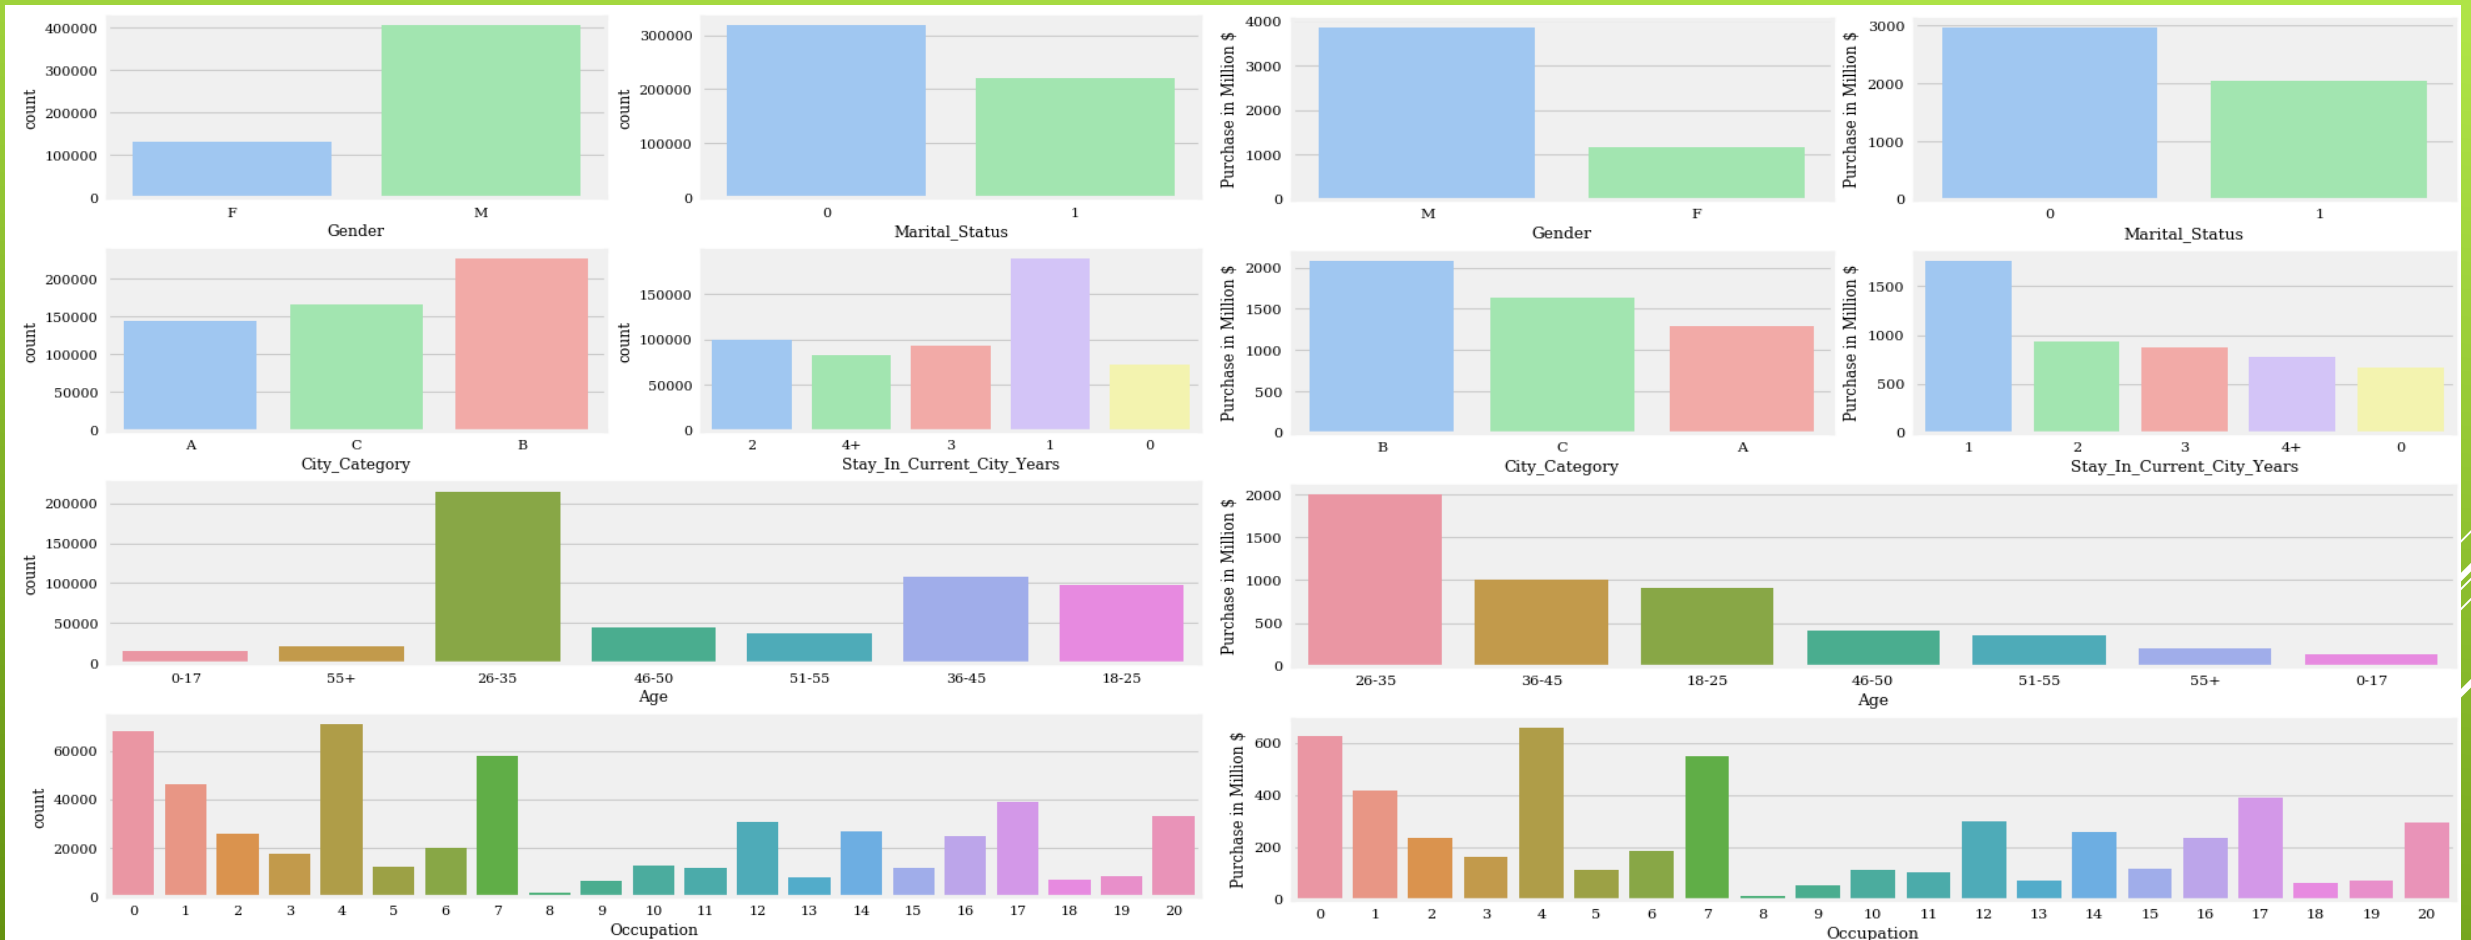 400000
300000
200000
100000
0
count
F M
Gender
300000
200000
100000
0
count
0 1
Marital_Status
4000
3000
2000
1000
0
Purchase in Million $
M F
Gender
3000
2000
1000
0
Purchase in Million $
0 1
Marital_Status
200000
150000
100000
50000
0
count
A C B
City_Category
150000
100000
50000
0
count
2 4+ 3 1 0
Stay_In_Current_City_Years
2000
1500
1000
500
0
Purchase in Million $
B C A
City_Category
1500
1000
500
0
Purchase in Million $
1 2 3 4+ 0
Stay_In_Current_City_Years
200000
150000
100000
50000
0
count
0-17 55+ 26-35 46-50 51-55 36-45 18-25
Age
2000
1500
1000
500
0
Purchase in Million $
26-35 36-45 18-25 46-50 51-55 55+ 0-17
Age
60000
40000
20000
0
count
0 1 2 3 4 5 6 7 8 9 10 11 12 13 14 15 16 17 18 19 20
Occupation
600
400
200
0
Purchase in Million $
0 1 2 3 4 5 6 7 8 9 10 11 12 13 14 15 16 17 18 19 20
Occupation